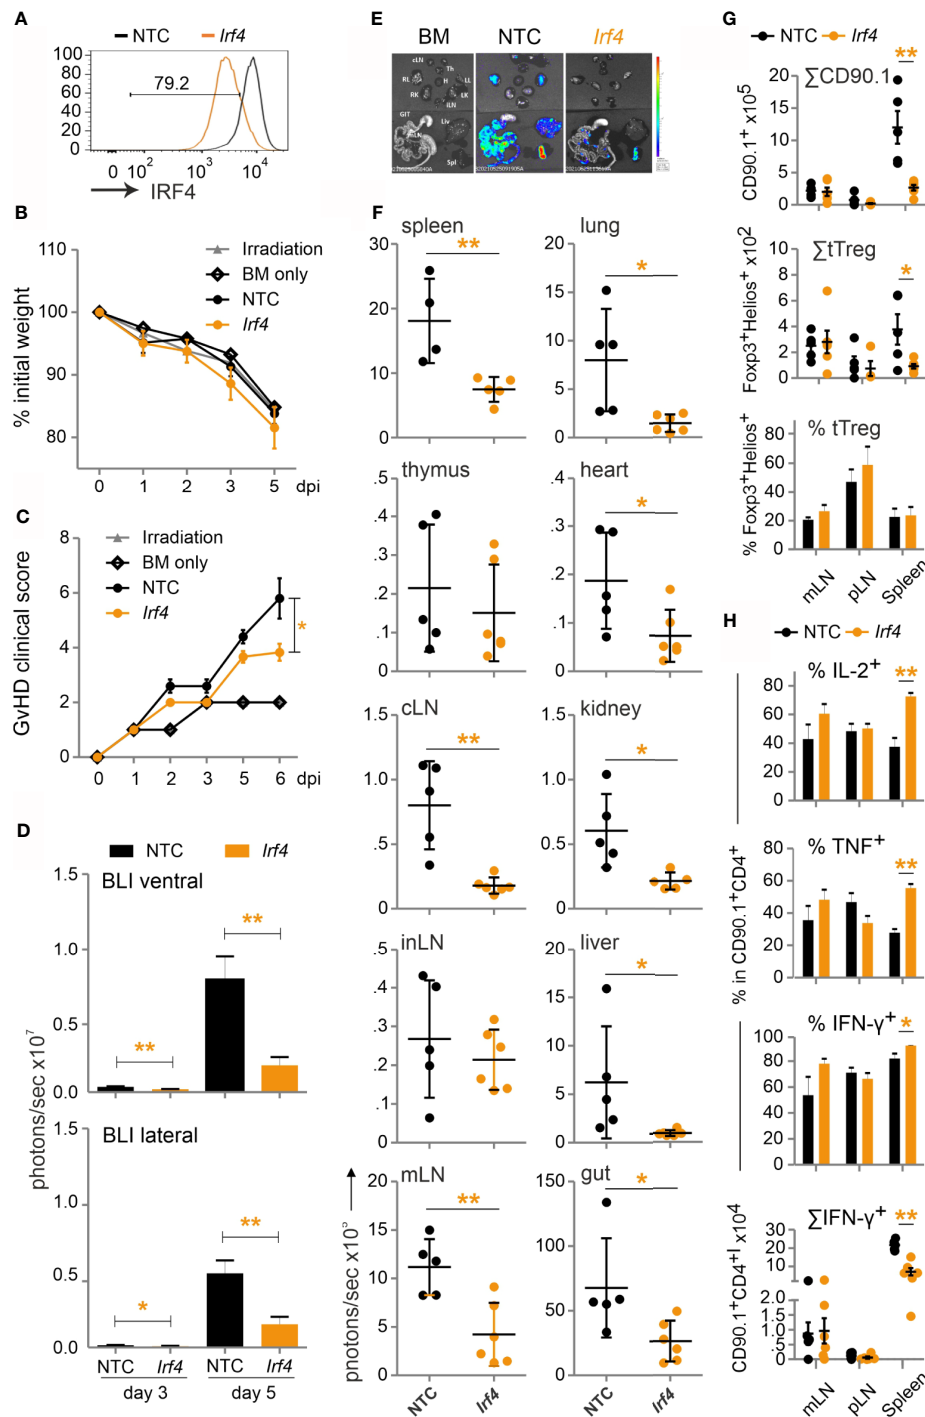 A
NTC Irf4
100
80
60
40
20
0
79.2
0 10² 10³ 10⁴
IRF4
B
% initial weight
110
100
90
80
Irradiation
BM only
NTC
Irf4
0 1 2 3 5 dpi
C
GvHD clinical score
8
6
4
2
0
Irradiation
BM only
NTC
Irf4
*
0 1 2 3 5 6 dpi
D
NTC Irf4
photons/sec x10⁷
BLI ventral
1.5
1.0
0.5
0.0
** **
BLI lateral
1.5
1.0
0.5
0.0
* **
NTC Irf4 NTC Irf4
day 3 day 5
E
BM NTC Irf4
cLN
Th
RL H LL
RK LK
iLN
GIT Liv
Spl
F
spleen
30
20
10
0
**
lung
20
15
10
5
0
*
thymus
.5
.4
.3
.2
.1
0
heart
.4
.3
.2
.1
0
*
cLN
1.5
1.0
.5
0
**
kidney
1.5
1.0
.5
0
*
inLN
.5
.4
.3
.2
.1
0
liver
20
15
10
5
0
*
mLN
20
15
10
5
0
**
gut
150
100
50
0
*
NTC Irf4 NTC Irf4
G
NTC Irf4
CD90.1⁺ x10⁵
∑CD90.1
20
15
10
5
0
**
Foxp3⁺Helios⁺ x10²
∑tTreg
10
8
6
4
2
0
*
% Foxp3⁺Helios⁺
% tTreg
80
60
40
20
0
mLN pLN Spleen
H
NTC Irf4
% in CD90.1⁺CD4⁺
% IL-2⁺
80
60
40
20
0
**
% TNF⁺
80
60
40
20
0
**
% IFN-γ⁺
100
80
60
40
20
0
*
∑IFN-γ⁺
30
20
10
2.0
1.5
1.0
.5
0
**
mLN pLN Spleen